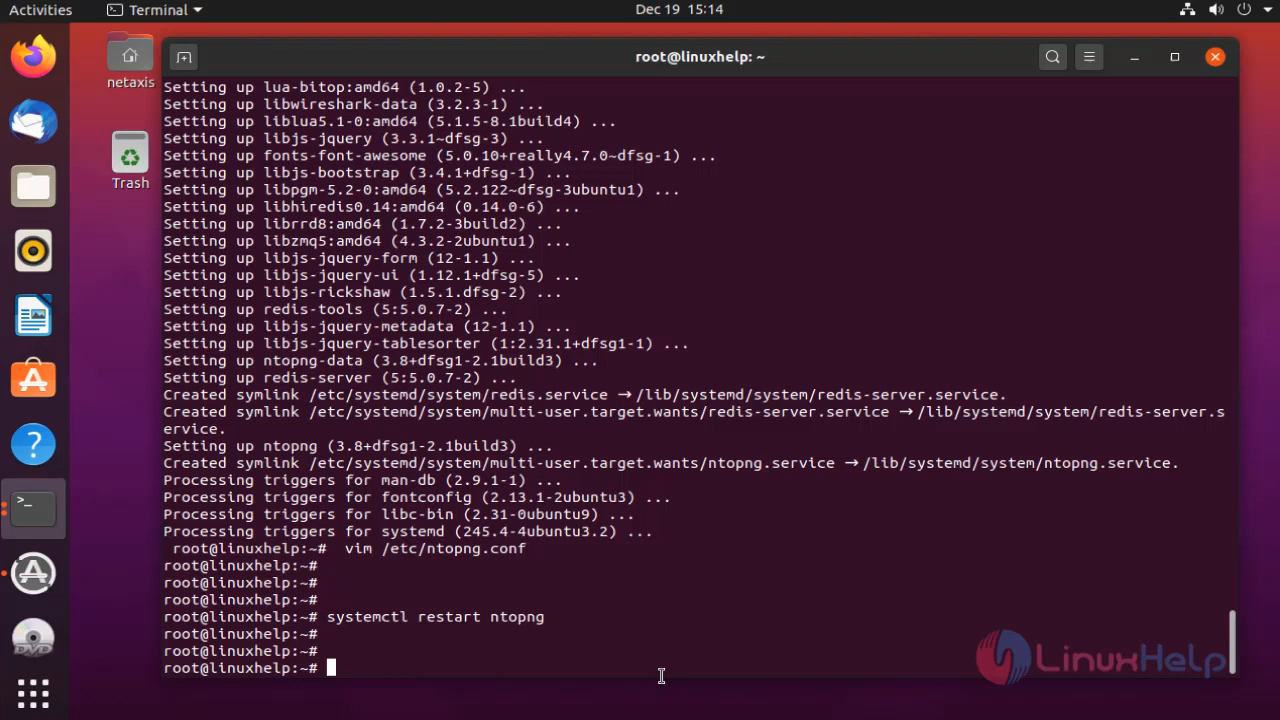 Activities
Terminal
Dec 19 15:14
netaxis
Trash
root@linuxhelp: ~
Setting up lua-bitop:amd64 (1.0.2-5) ...
Setting up libwireshark-data (3.2.3-1) ...
Setting up liblua5.1-0:amd64 (5.1.5-8.1build4) ...
Setting up libjs-jquery (3.3.1~dfsg-3) ...
Setting up fonts-font-awesome (5.0.10+really4.7.0~dfsg-1) ...
Setting up libjs-bootstrap (3.4.1+dfsg-1) ...
Setting up libpgm-5.2-0:amd64 (5.2.122~dfsg-3ubuntu1) ...
Setting up libhiredis0.14:amd64 (0.14.0-6) ...
Setting up librrd8:amd64 (1.7.2-3build2) ...
Setting up libzmq5:amd64 (4.3.2-2ubuntu1) ...
Setting up libjs-jquery-form (12-1.1) ...
Setting up libjs-jquery-ui (1.12.1+dfsg-5) ...
Setting up libjs-rickshaw (1.5.1.dfsg-2) ...
Setting up redis-tools (5:5.0.7-2) ...
Setting up libjs-jquery-metadata (12-1.1) ...
Setting up libjs-jquery-tablesorter (1:2.31.1+dfsg1-1) ...
Setting up ntopng-data (3.8+dfsg1-2.1build3) ...
Setting up redis-server (5:5.0.7-2) ...
Created symlink /etc/systemd/system/redis.service → /lib/systemd/system/redis-server.service.
Created symlink /etc/systemd/system/multi-user.target.wants/redis-server.service → /lib/systemd/system/redis-server.s
ervice.
Setting up ntopng (3.8+dfsg1-2.1build3) ...
Created symlink /etc/systemd/system/multi-user.target.wants/ntopng.service → /lib/systemd/system/ntopng.service.
Processing triggers for man-db (2.9.1-1) ...
Processing triggers for fontconfig (2.13.1-2ubuntu3) ...
Processing triggers for libc-bin (2.31-0ubuntu9) ...
Processing triggers for systemd (245.4-4ubuntu3.2) ...
root@linuxhelp:~#  vim /etc/ntopng.conf
root@linuxhelp:~#
root@linuxhelp:~#
root@linuxhelp:~#
root@linuxhelp:~# systemctl restart ntopng
root@linuxhelp:~#
root@linuxhelp:~#
root@linuxhelp:~#
LinuxHelp
DVD